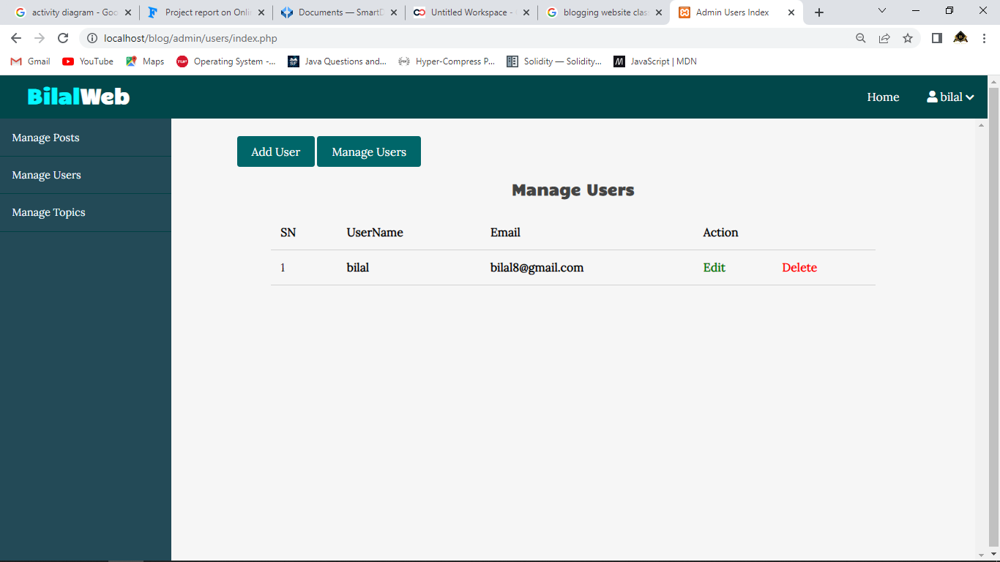 activity diagram - Goo
Project report on Onli
Documents — SmartD
Untitled Workspace -
blogging website clas
Admin Users Index
localhost/blog/admin/users/index.php
Gmail
YouTube
Maps
Operating System -...
Java Questions and...
Hyper-Compress P...
Solidity — Solidity...
JavaScript | MDN
BilalWeb
Home
bilal
Manage Posts
Manage Users
Manage Topics
Add User
Manage Users
Manage Users
SN UserName Email Action
1 bilal bilal8@gmail.com Edit Delete